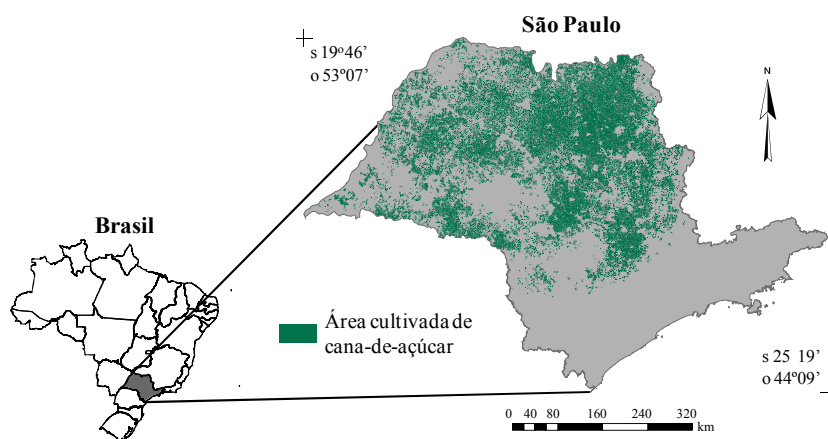 São Paulo
s 19º46’
o 53º07’
N
Brasil
Área cultivada de
cana-de-açúcar
s 25 19’
o 44º09’
0 40 80 160 240 320
km